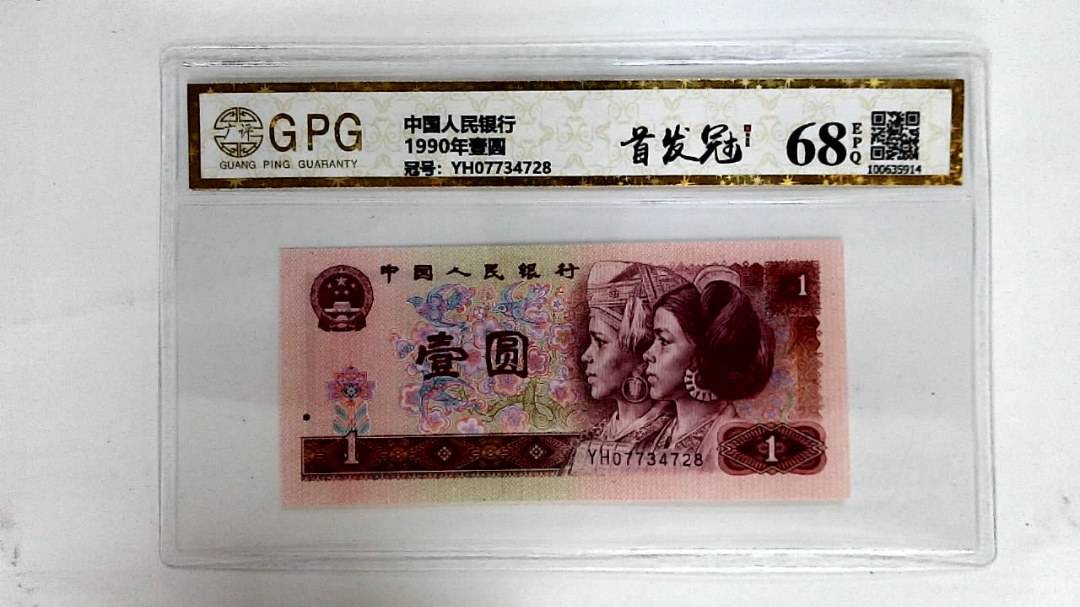 广评
GPG
GUANG PING GUARANTY
中国人民银行
1990年壹圆
冠号：YH07734728
首发冠
68
EPQ
100635914
中国人民银行
1
壹圆
1
YH07734728
1